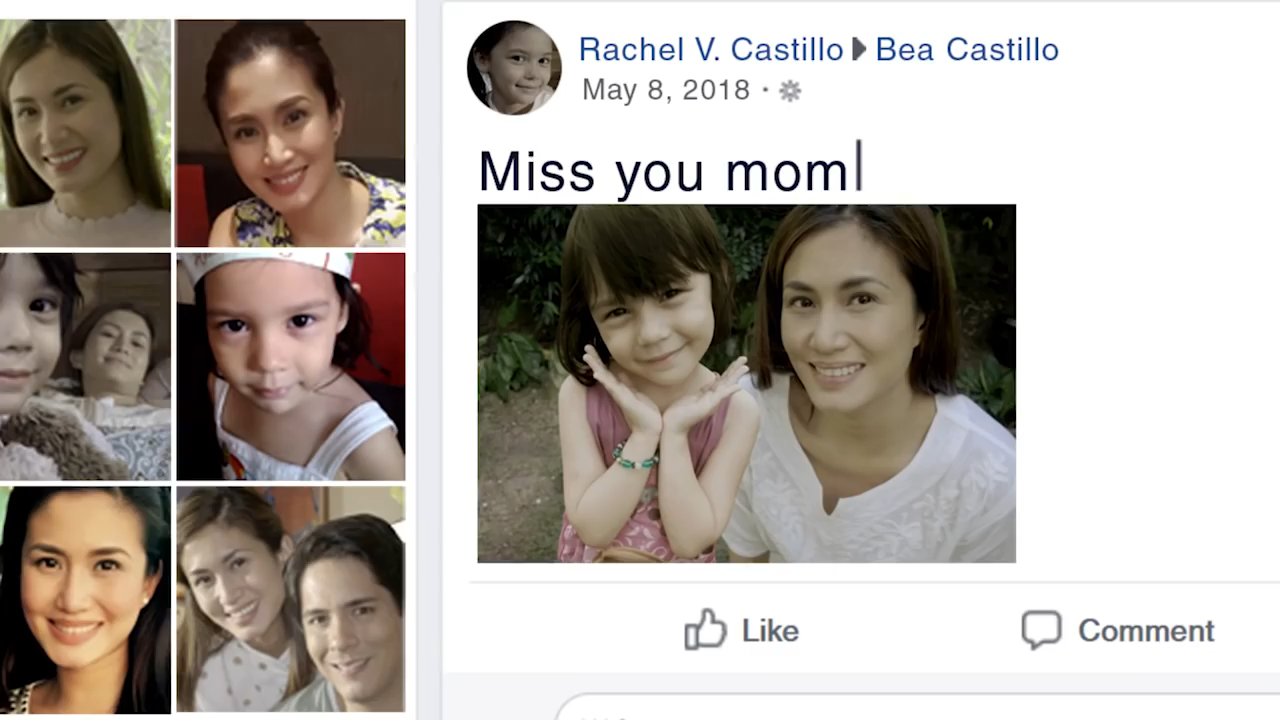 Rachel V. Castillo Bea Castillo
May 8, 2018 ·
Miss you mom
Like Comment